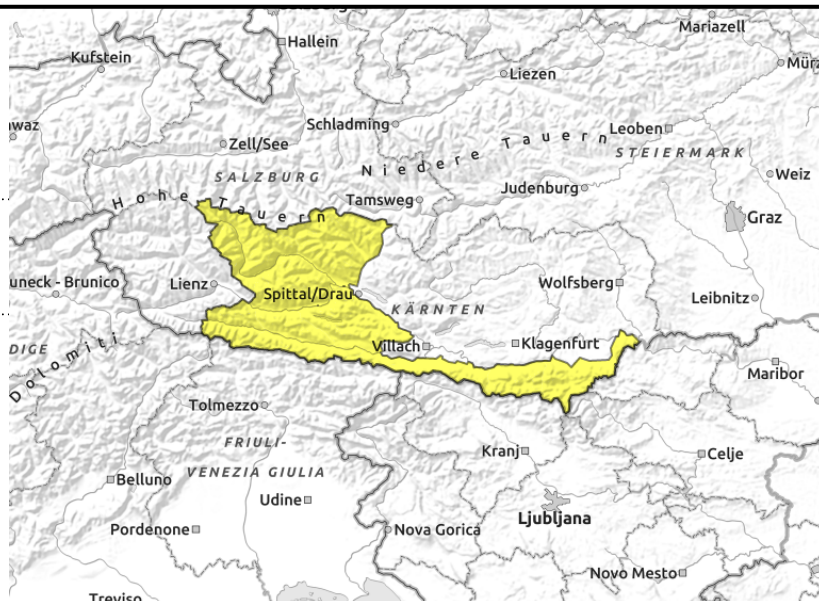 Hallein
Mariazell
Kufstein
Liezen
Mürz
waz
Schladming
Leoben
Zell/See
Niedere Tauern
STEIERMARK
SALZBURG
Weiz
Judenburg
Hohe Tauern
Tamsweg
Graz
uneck - Brunico
Lienz
Wolfsberg
Spittal/Drau
Leibnitz
KÄRNTEN
DIGE
Villach
Klagenfurt
Dolomiti
Maribor
Tolmezzo
FRIULI-
VENEZIA GIULIA
Kranj
Celje
Belluno
Udine
Ljubljana
Pordenone
Nova Gorica
Novo Mesto
Treviso